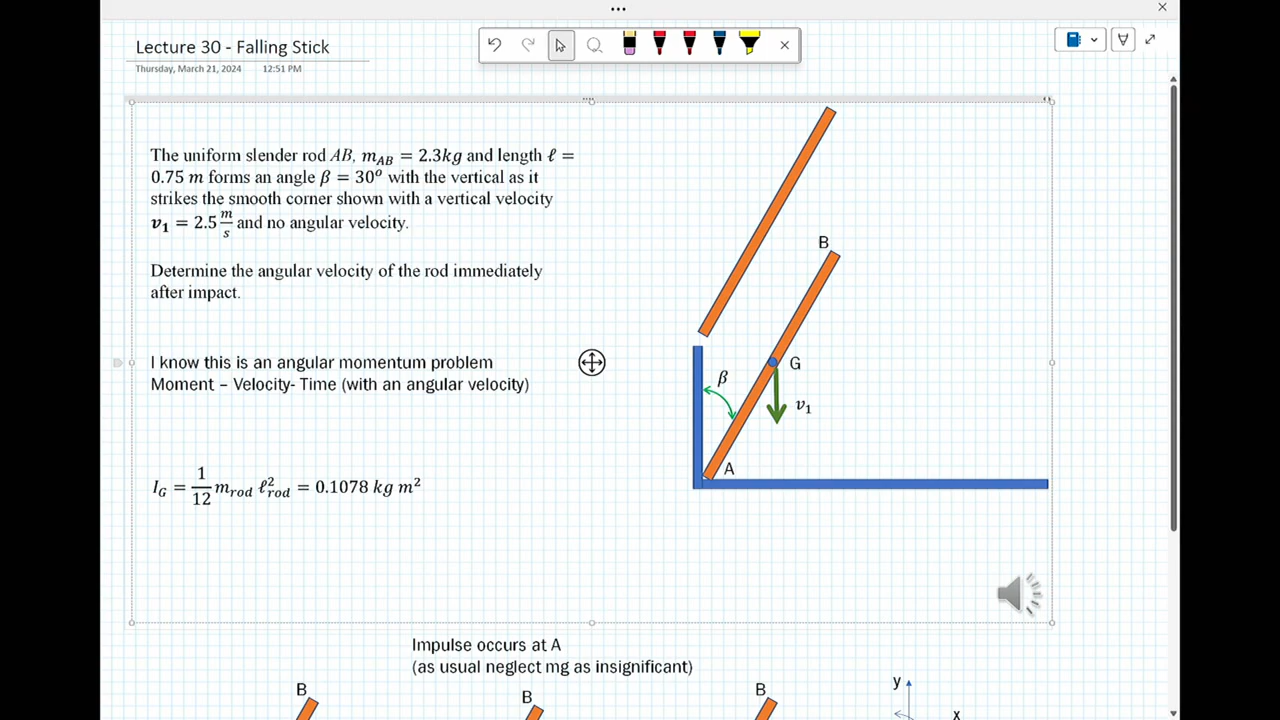 Lecture 30 - Falling Stick
Thursday, March 21, 2024 12:51 PM
The uniform slender rod AB, m_AB = 2.3kg and length ℓ =
0.75 m forms an angle β = 30° with the vertical as it
strikes the smooth corner shown with a vertical velocity
v₁ = 2.5 m/s and no angular velocity.
Determine the angular velocity of the rod immediately
after impact.
I know this is an angular momentum problem
Moment – Velocity- Time (with an angular velocity)
I_G = 1/12 m_rod ℓ²_rod = 0.1078 kg m²
B
G
β
v₁
A
Impulse occurs at A
(as usual neglect mg as insignificant)
B
B
B
y
x